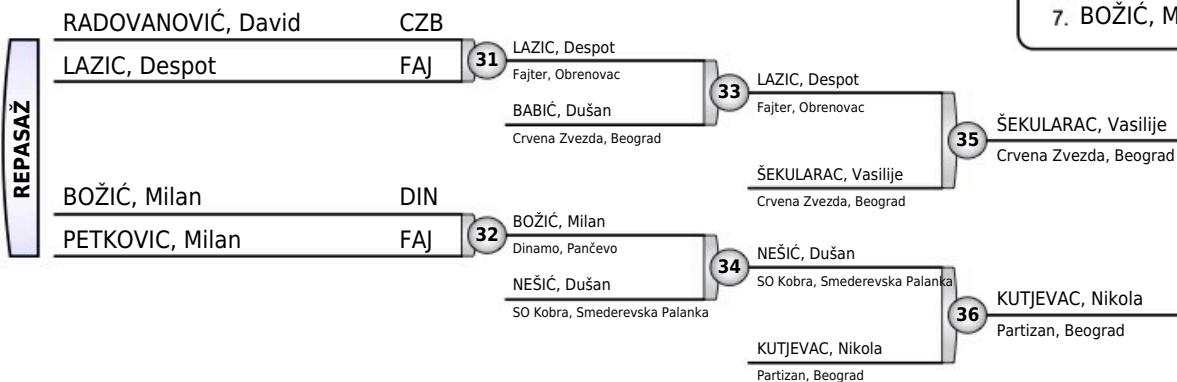 7. BOŽIĆ, M
REPASAŽ
RADOVANOVIĆ, David CZB
LAZIC, Despot FAJ
31
LAZIC, Despot
Fajter, Obrenovac
BABIĆ, Dušan
Crvena Zvezda, Beograd
33
LAZIC, Despot
Fajter, Obrenovac
ŠEKULARAC, Vasilije
Crvena Zvezda, Beograd
35
ŠEKULARAC, Vasilije
Crvena Zvezda, Beograd
BOŽIĆ, Milan DIN
PETKOVIC, Milan FAJ
32
BOŽIĆ, Milan
Dinamo, Pančevo
NEŠIĆ, Dušan
SO Kobra, Smederevska Palanka
34
NEŠIĆ, Dušan
SO Kobra, Smederevska Palanka
KUTJEVAC, Nikola
Partizan, Beograd
36
KUTJEVAC, Nikola
Partizan, Beograd